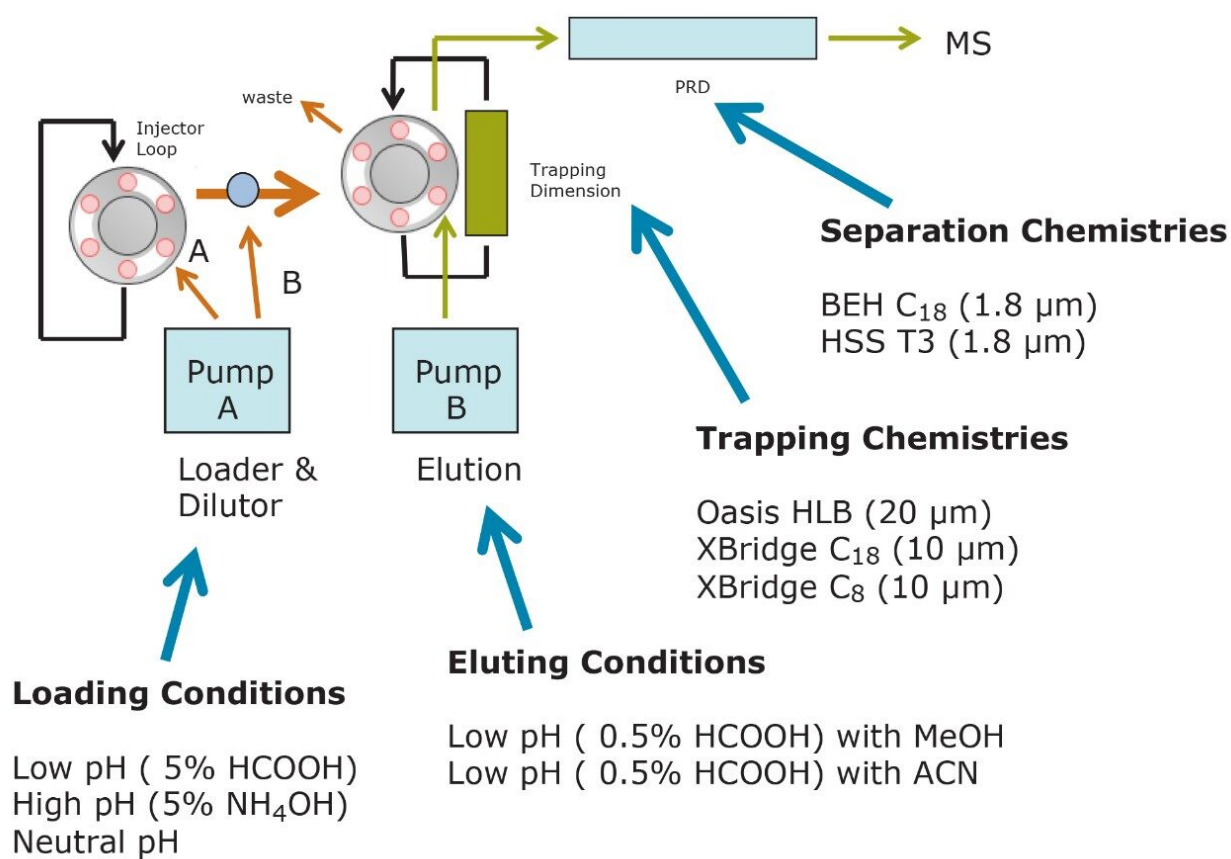 MS
PRD
waste
Injector
Loop
Trapping
Dimension
A
B
Pump
A
Pump
B
Loader &
Dilutor
Elution
Separation Chemistries
BEH C₁₈ (1.8 µm)
HSS T3 (1.8 µm)
Trapping Chemistries
Oasis HLB (20 µm)
XBridge C₁₈ (10 µm)
XBridge C₈ (10 µm)
Eluting Conditions
Low pH ( 0.5% HCOOH) with MeOH
Low pH ( 0.5% HCOOH) with ACN
Loading Conditions
Low pH ( 5% HCOOH)
High pH (5% NH₄OH)
Neutral pH